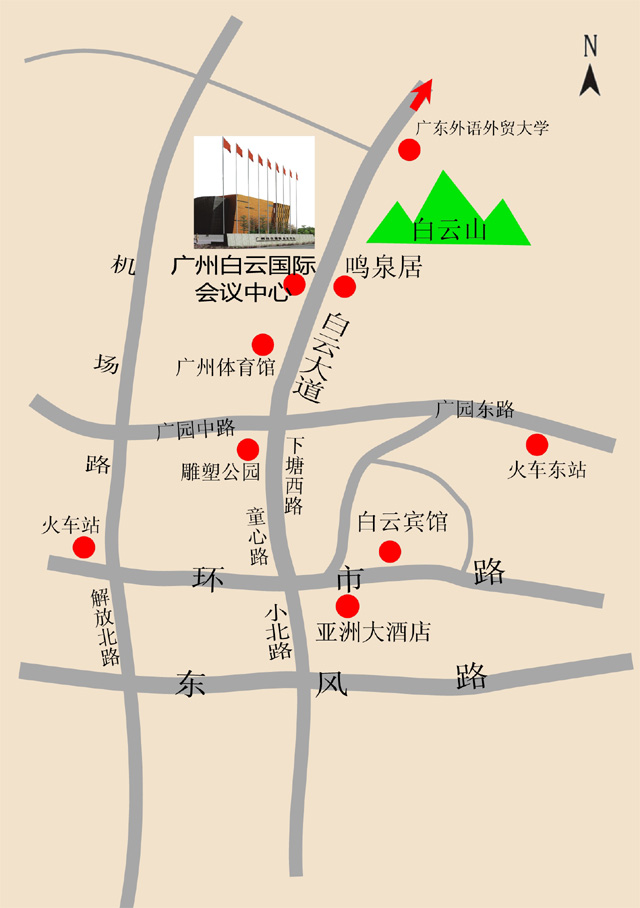 N
广东外语外贸大学
白云山
广州白云国际
会议中心
鸣泉居
机场路
白云大道
广州体育馆
广园中路
广园东路
雕塑公园
下塘西路
火车东站
火车站
童心路
白云宾馆
环市路
解放北路
小北路
亚洲大酒店
东风路